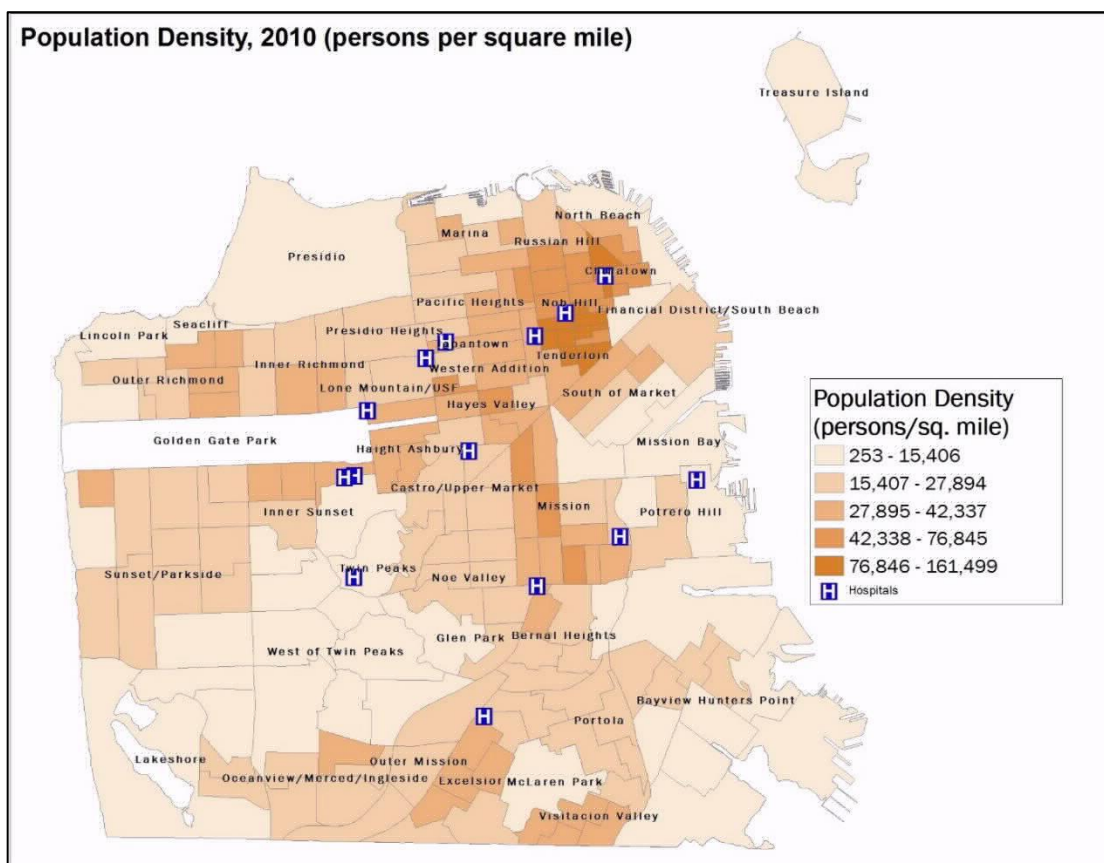 Population Density, 2010 (persons per square mile)
Treasure Island
North Beach
Marina
Russian Hill
Presidio
Chinatown
Pacific Heights
Nob Hill
Financial District/South Beach
Seacliff
Lincoln Park
Presidio Heights
Japantown
Tenderloin
Inner Richmond
Western Addition
Outer Richmond
Lone Mountain/USF
South of Market
Hayes Valley
Golden Gate Park
Mission Bay
Haight Ashbury
Castro/Upper Market
Mission
Potrero Hill
Inner Sunset
Twin Peaks
Sunset/Parkside
Noe Valley
Glen Park
Bernal Heights
West of Twin Peaks
Bayview Hunters Point
Portola
Lakeshore
Outer Mission
Oceanview/Merced/Ingleside
Excelsior
McLaren Park
Visitacion Valley
H
H
H
H
H
H
H
H
H
H
H
H
H
Population Density
(persons/sq. mile)
253 - 15,406
15,407 - 27,894
27,895 - 42,337
42,338 - 76,845
76,846 - 161,499
H Hospitals